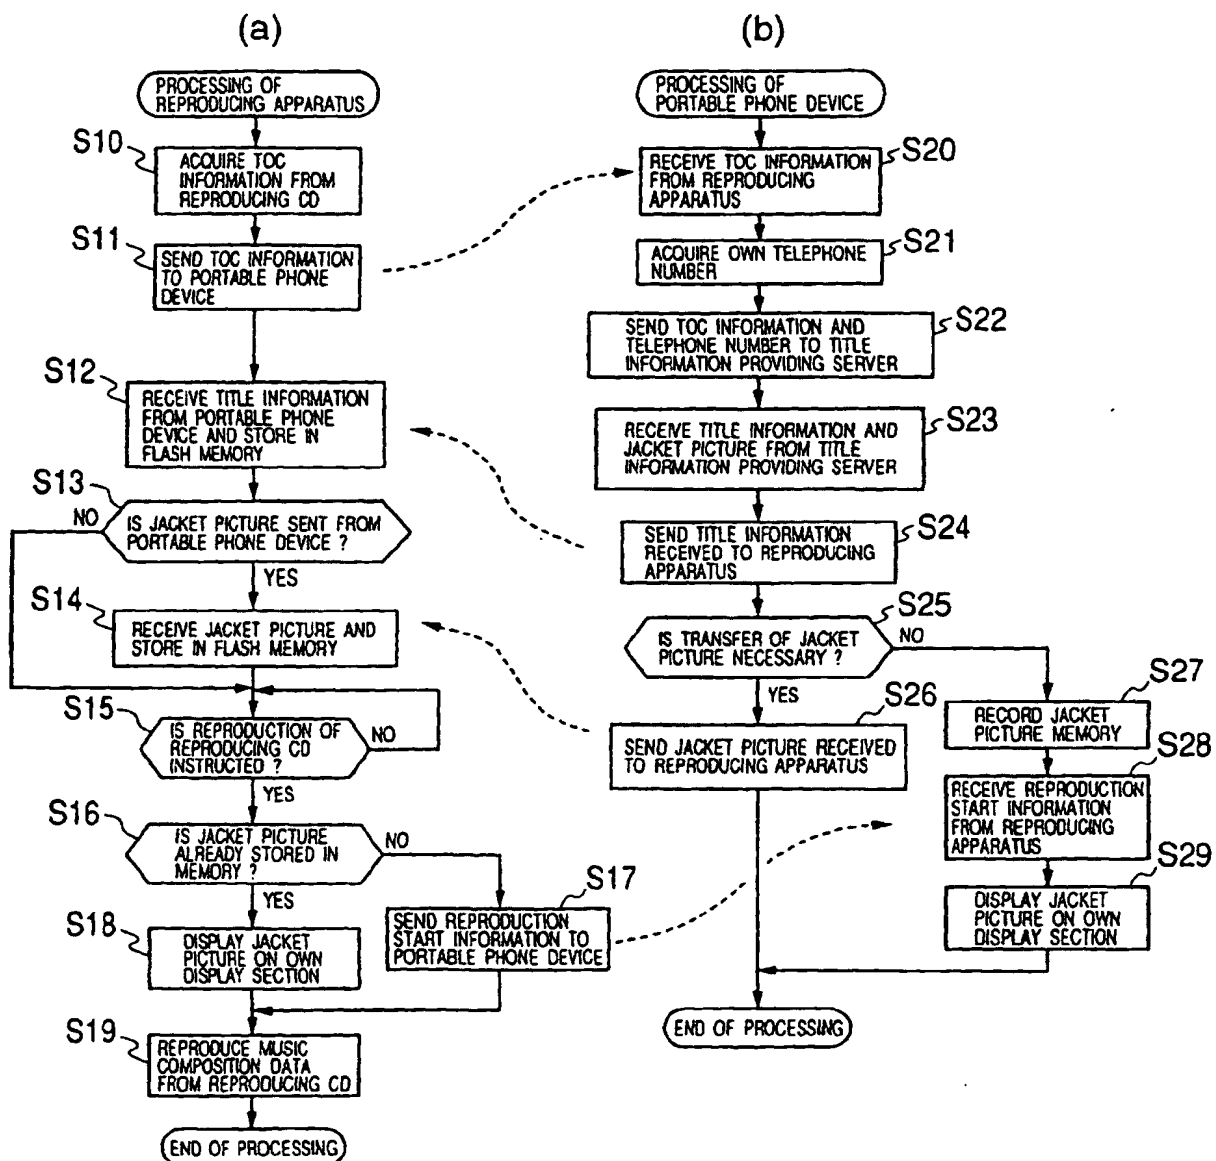 (a)
PROCESSING OF
REPRODUCING APPARATUS
S10
ACQUIRE TOC
INFORMATION FROM
REPRODUCING CD
S11
SEND TOC INFORMATION
TO PORTABLE PHONE
DEVICE
S12
RECEIVE TITLE INFORMATION
FROM PORTABLE PHONE
DEVICE AND STORE IN
FLASH MEMORY
S13
NO
IS JACKET PICTURE SENT FROM
PORTABLE PHONE DEVICE ?
YES
S14
RECEIVE JACKET PICTURE AND
STORE IN FLASH MEMORY
S15
IS REPRODUCTION OF
REPRODUCING CD
INSTRUCTED ?
NO
YES
S16
IS JACKET PICTURE
ALREADY STORED IN
MEMORY ?
NO
YES
S17
SEND REPRODUCTION
START INFORMATION TO
PORTABLE PHONE DEVICE
S18
DISPLAY JACKET
PICTURE ON OWN
DISPLAY SECTION
S19
REPRODUCE MUSIC
COMPOSITION DATA
FROM REPRODUCING CD
END OF PROCESSING
(b)
PROCESSING OF
PORTABLE PHONE DEVICE
S20
RECEIVE TOC INFORMATION
FROM REPRODUCING
APPARATUS
S21
ACQUIRE OWN TELEPHONE
NUMBER
S22
SEND TOC INFORMATION AND
TELEPHONE NUMBER TO TITLE
INFORMATION PROVIDING SERVER
S23
RECEIVE TITLE INFORMATION AND
JACKET PICTURE FROM TITLE
INFORMATION PROVIDING SERVER
S24
SEND TITLE INFORMATION
RECEIVED TO REPRODUCING
APPARATUS
S25
IS TRANSFER OF JACKET
PICTURE NECESSARY ?
NO
YES
S26
SEND JACKET PICTURE RECEIVED
TO REPRODUCING APPARATUS
S27
RECORD JACKET
PICTURE MEMORY
S28
RECEIVE REPRODUCTION
START INFORMATION
FROM REPRODUCING
APPARATUS
S29
DISPLAY JACKET
PICTURE ON OWN
DISPLAY SECTION
END OF PROCESSING